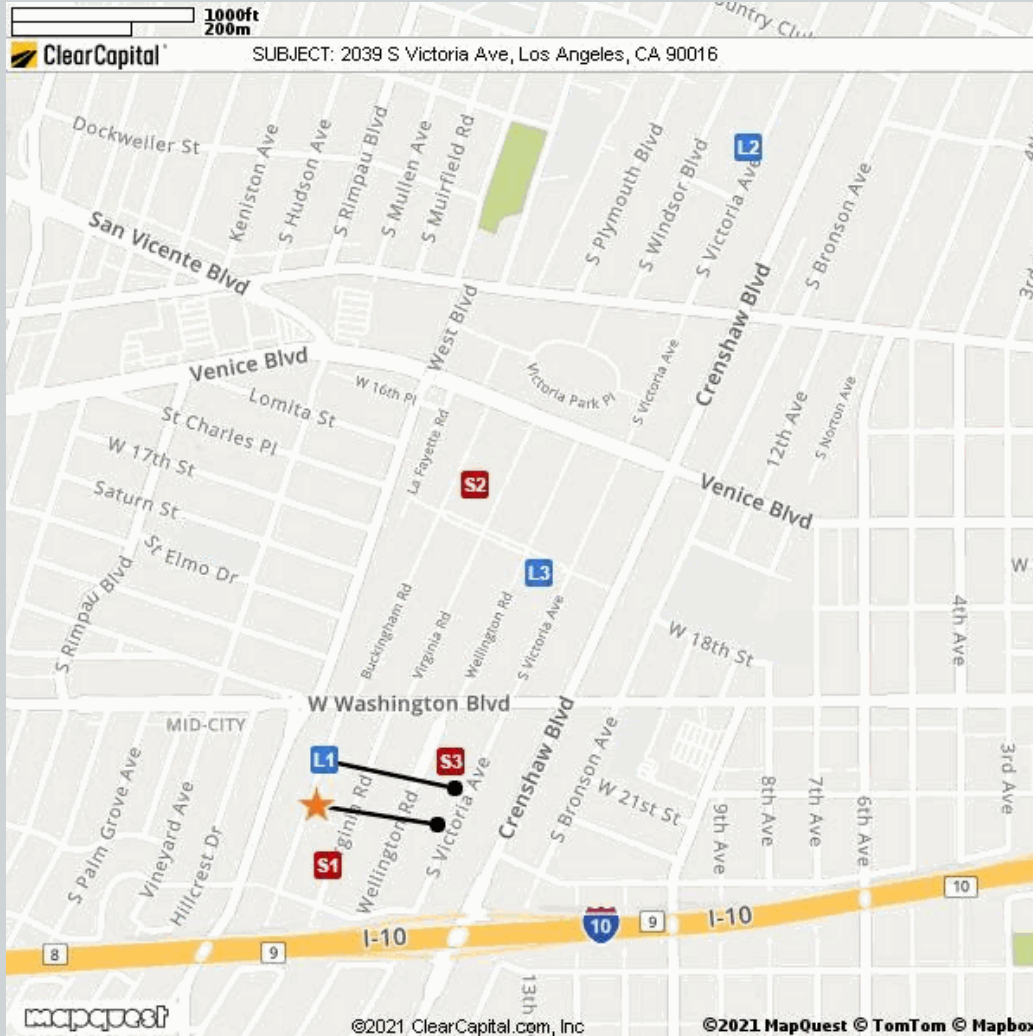 1000ft
200m
ClearCapital
SUBJECT: 2039 S Victoria Ave, Los Angeles, CA 90016
Dockweiler St
Keniston Ave
S Hudson Ave
S Rimpau Blvd
S Mullen Ave
S Muirfield Rd
S Plymouth Blvd
S Windsor Blvd
L2
S Victoria Ave
S Bronson Ave
San Vicente Blvd
Crenshaw Blvd
West Blvd
Venice Blvd
W 16th Pl
Victoria Park Pl
S Victoria Ave
Lomita St
St Charles Pl
La Fayette Rd
12th Ave
S Norton Ave
W 17th St
S2
Venice Blvd
Saturn St
St Elmo Dr
L3
W
S Rimpau Blvd
Buckingham Rd
Virginia Rd
Wellington Rd
S Victoria Ave
W 18th St
4th Ave
W Washington Blvd
MID-CITY
L1
S3
Crenshaw Blvd
S Bronson Ave
W 21st St
S Palm Grove Ave
Vineyard Ave
Hillcrest Dr
S1
Wellington Rd
S Victoria Ave
9th Ave
8th Ave
7th Ave
6th Ave
3rd Ave
8
9
I-10
10
9
I-10
10
13th
mapquest
©2021 ClearCapital.com, Inc
©2021 MapQuest © TomTom © Mapbox